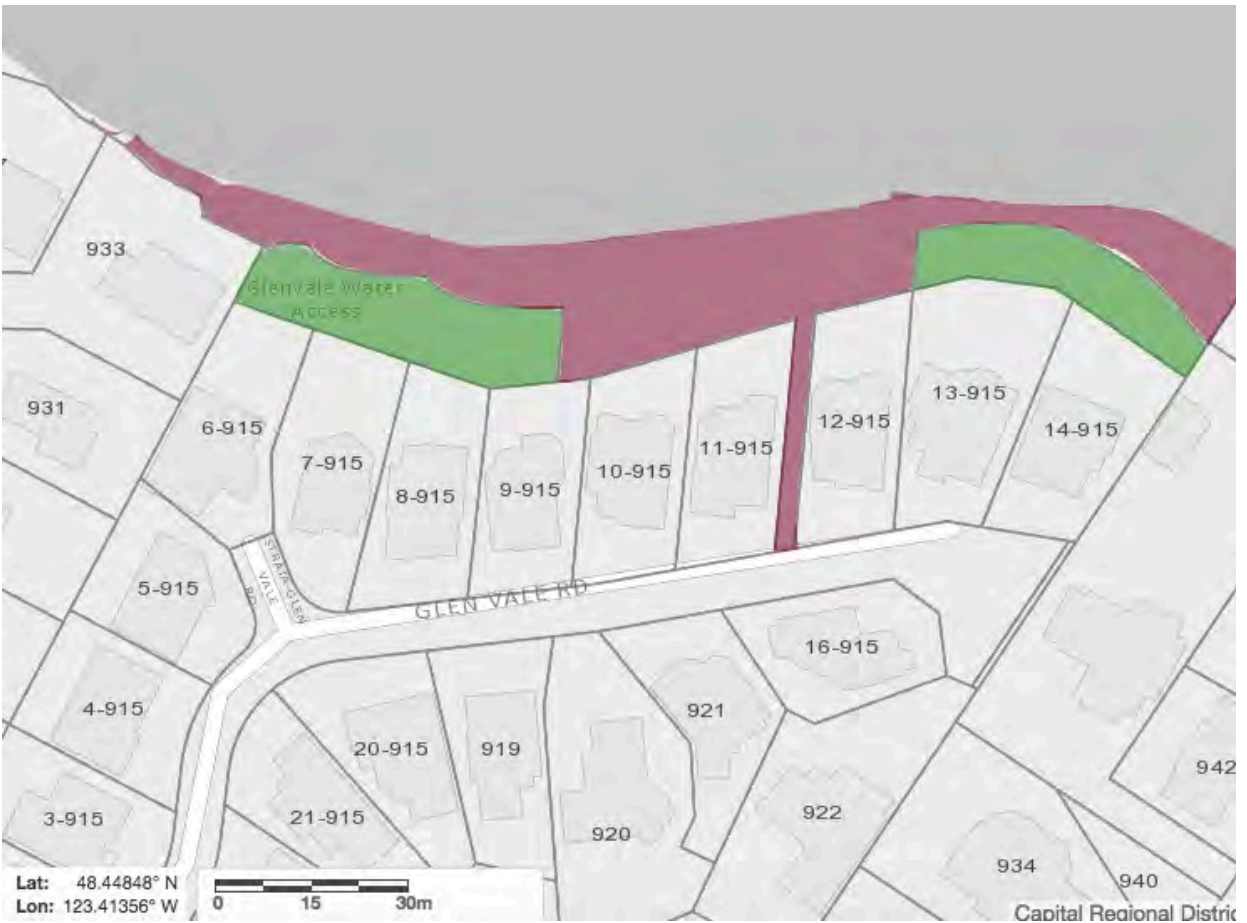 933
Glenvale Water
Access
931
6-915
7-915
8-915
9-915
10-915
11-915
12-915
13-915
14-915
5-915
STRATA-GLEN
VALE
RD
GLEN VALE RD
4-915
16-915
921
20-915
919
3-915
21-915
920
922
942
934
940
Lat: 48.44848° N
Lon: 123.41356° W
0 15 30m
Capital Regional Distric